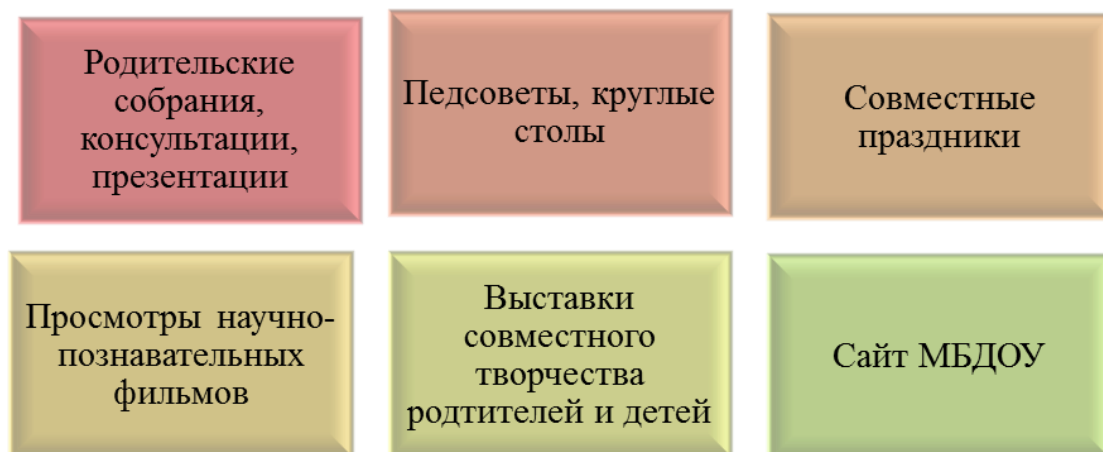 Родительские
собрания,
консультации,
презентации
Педсоветы, круглые
столы
Совместные
праздники
Просмотры научно-
познавательных
фильмов
Выставки
совместного
творчества
родтителей и детей
Сайт МБДОУ